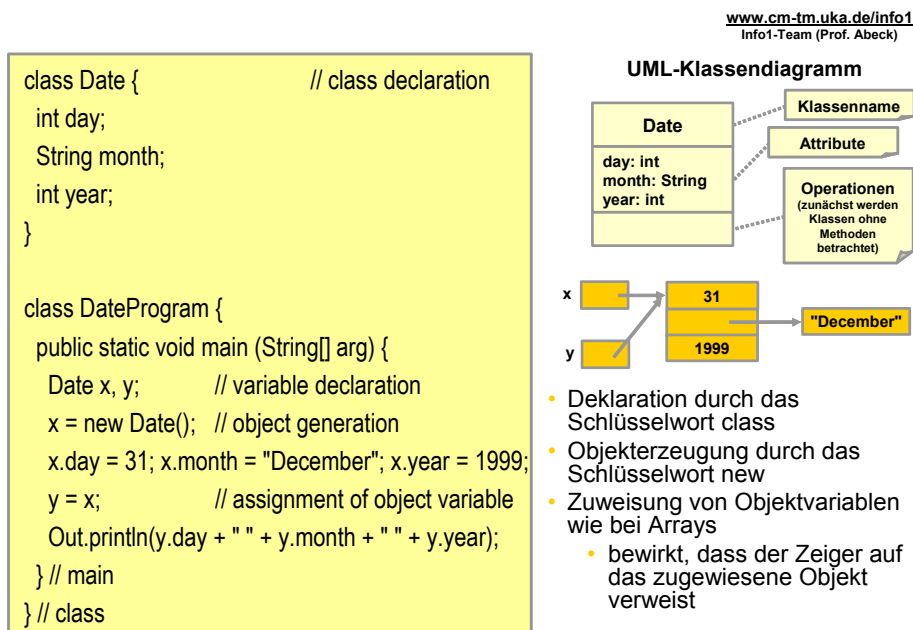 www.cm-tm.uka.de/info1
Info1-Team (Prof. Abeck)
class Date { // class declaration
int day;
String month;
int year;
}
class DateProgram {
public static void main (String[] arg) {
Date x, y; // variable declaration
x = new Date(); // object generation
x.day = 31; x.month = "December"; x.year = 1999;
y = x; // assignment of object variable
Out.println(y.day + " " + y.month + " " + y.year);
} // main
} // class
UML-Klassendiagramm
Date
day: int
month: String
year: int
Klassenname
Attribute
Operationen
(zunächst werden
Klassen ohne
Methoden
betrachtet)
x
31
"December"
y
1999
• Deklaration durch das
Schlüsselwort class
• Objekterzeugung durch das
Schlüsselwort new
• Zuweisung von Objektvariablen
wie bei Arrays
• bewirkt, dass der Zeiger auf
das zugewiesene Objekt
verweist